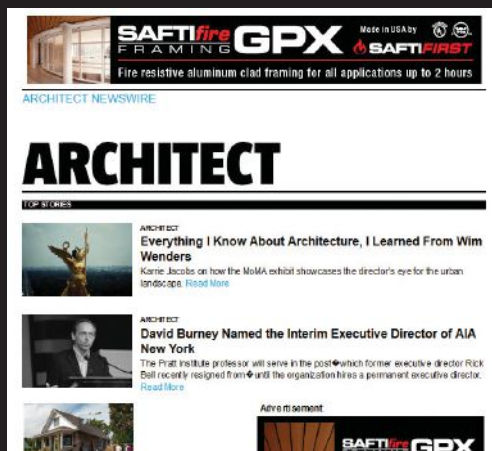 SAFTIfire
FRAMING
GPX
Made in USA by
SAFTIFIRST
Fire resistive aluminum clad framing for all applications up to 2 hours
ARCHITECT NEWSWIRE
ARCHITECT
TOP STORIES
ARCHITECT
Everything I Know About Architecture, I Learned From Wim
Wenders
Karrie Jacobs on how the MoMA exhibit showcases the director's eye for the urban
landscape. Read More
ARCHITECT
David Burney Named the Interim Executive Director of AIA
New York
The Pratt Institute professor will serve in the post�which former executive director Rick
Bell recently resigned from�until the organization hires a permanent executive director.
Read More
Advertisement
SAFTIfire GPX